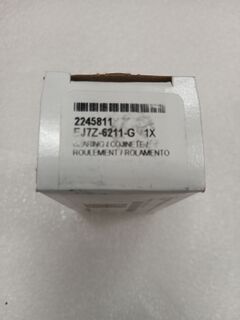 2245811
EJ7Z-6211-G 1X
BEARING / COJINETE /
ROULEMENT / ROLAMENTO